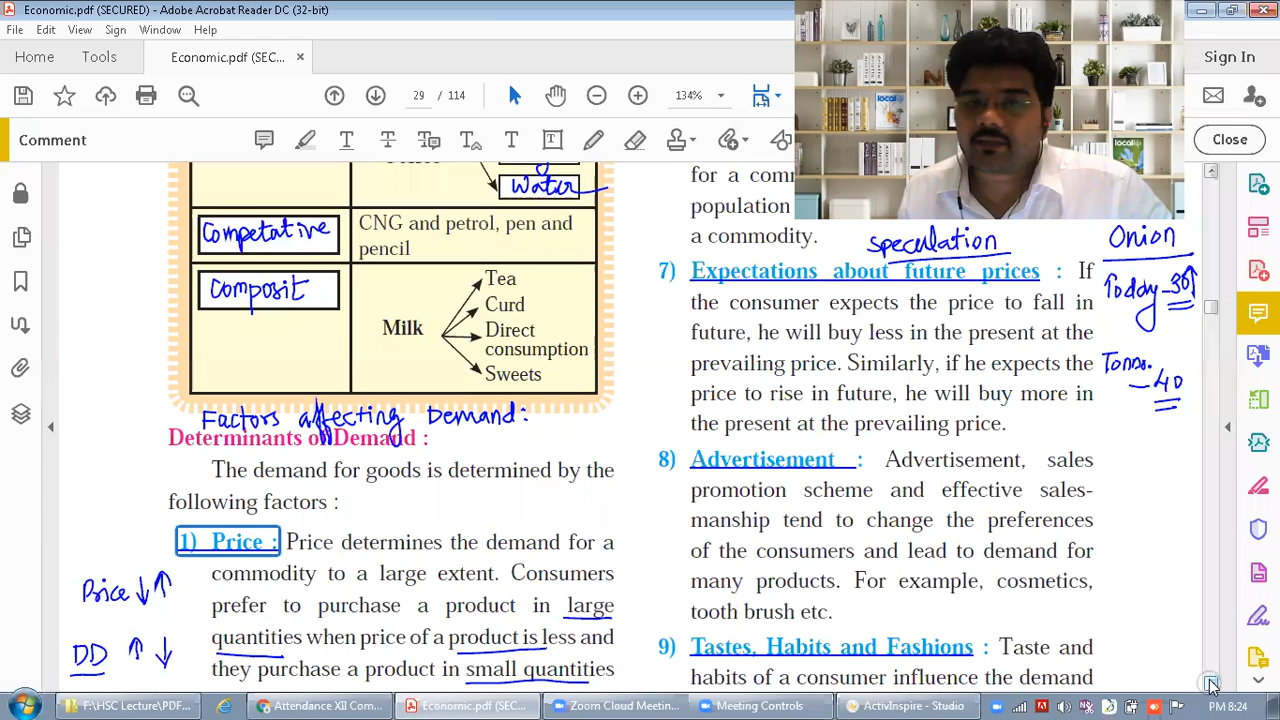 Economic.pdf (SECURED) - Adobe Acrobat Reader DC (32-bit)
File Edit View Sign Window Help
Home Tools Economic.pdf (SEC... × Sign In
29 / 114 134%
Comment Close
Water
Competative CNG and petrol, pen and pencil
Composit
Milk
Tea
Curd
Direct consumption
Sweets
Factors affecting Demand:
Determinants of Demand :
The demand for goods is determined by the
following factors :
1) Price : Price determines the demand for a
commodity to a large extent. Consumers
prefer to purchase a product in large
quantities when price of a product is less and
they purchase a product in small quantities
Price ↓ ↑
DD ↑ ↓
for a comm
population
a commodity.
Speculation
Onion
7) Expectations about future prices : If
the consumer expects the price to fall in
future, he will buy less in the present at the
prevailing price. Similarly, if he expects the
price to rise in future, he will buy more in
the present at the prevailing price.
Today - 30 ↑
Tomo. - 40
8) Advertisement : Advertisement, sales
promotion scheme and effective sales-
manship tend to change the preferences
of the consumers and lead to demand for
many products. For example, cosmetics,
tooth brush etc.
9) Tastes, Habits and Fashions : Taste and
habits of a consumer influence the demand
F:\HSC Lecture\PDF... Attendance XII Com... Economic.pdf (SEC... Zoom Cloud Meetin... Meeting Controls ActivInspire - Studio PM 8:24